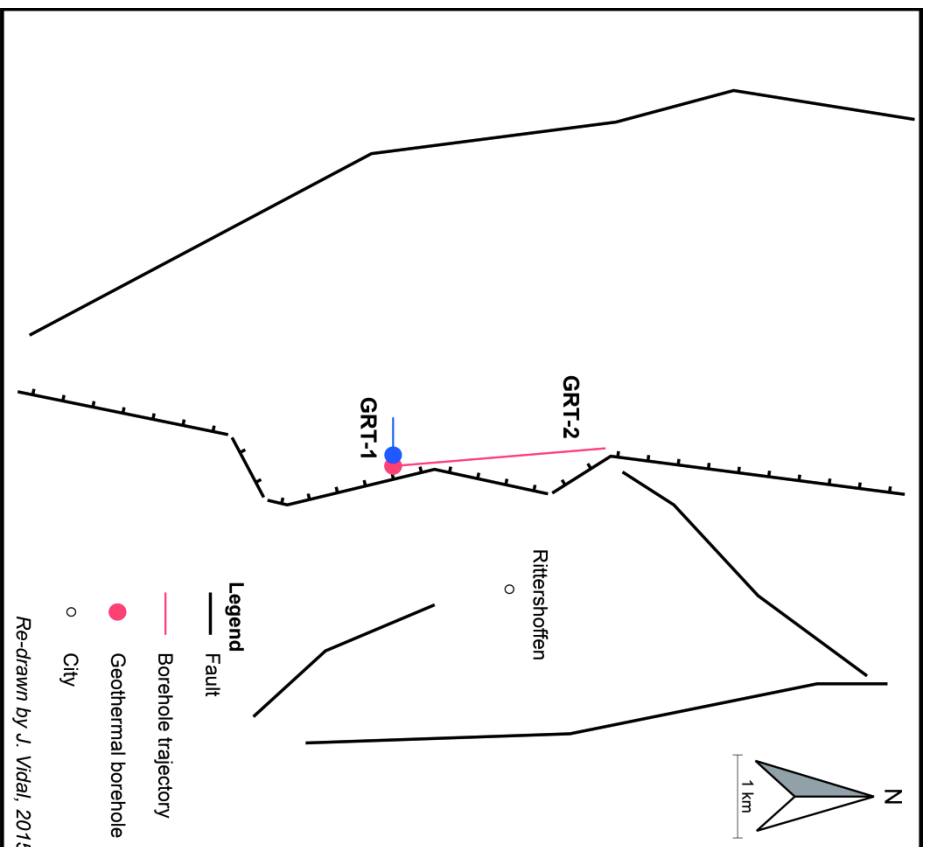 N
1 km
GRT-2
GRT-1
Rittershoffen
Legend
Fault
Borehole trajectory
Geothermal borehole
City
Re-drawn by J. Vidal, 2015